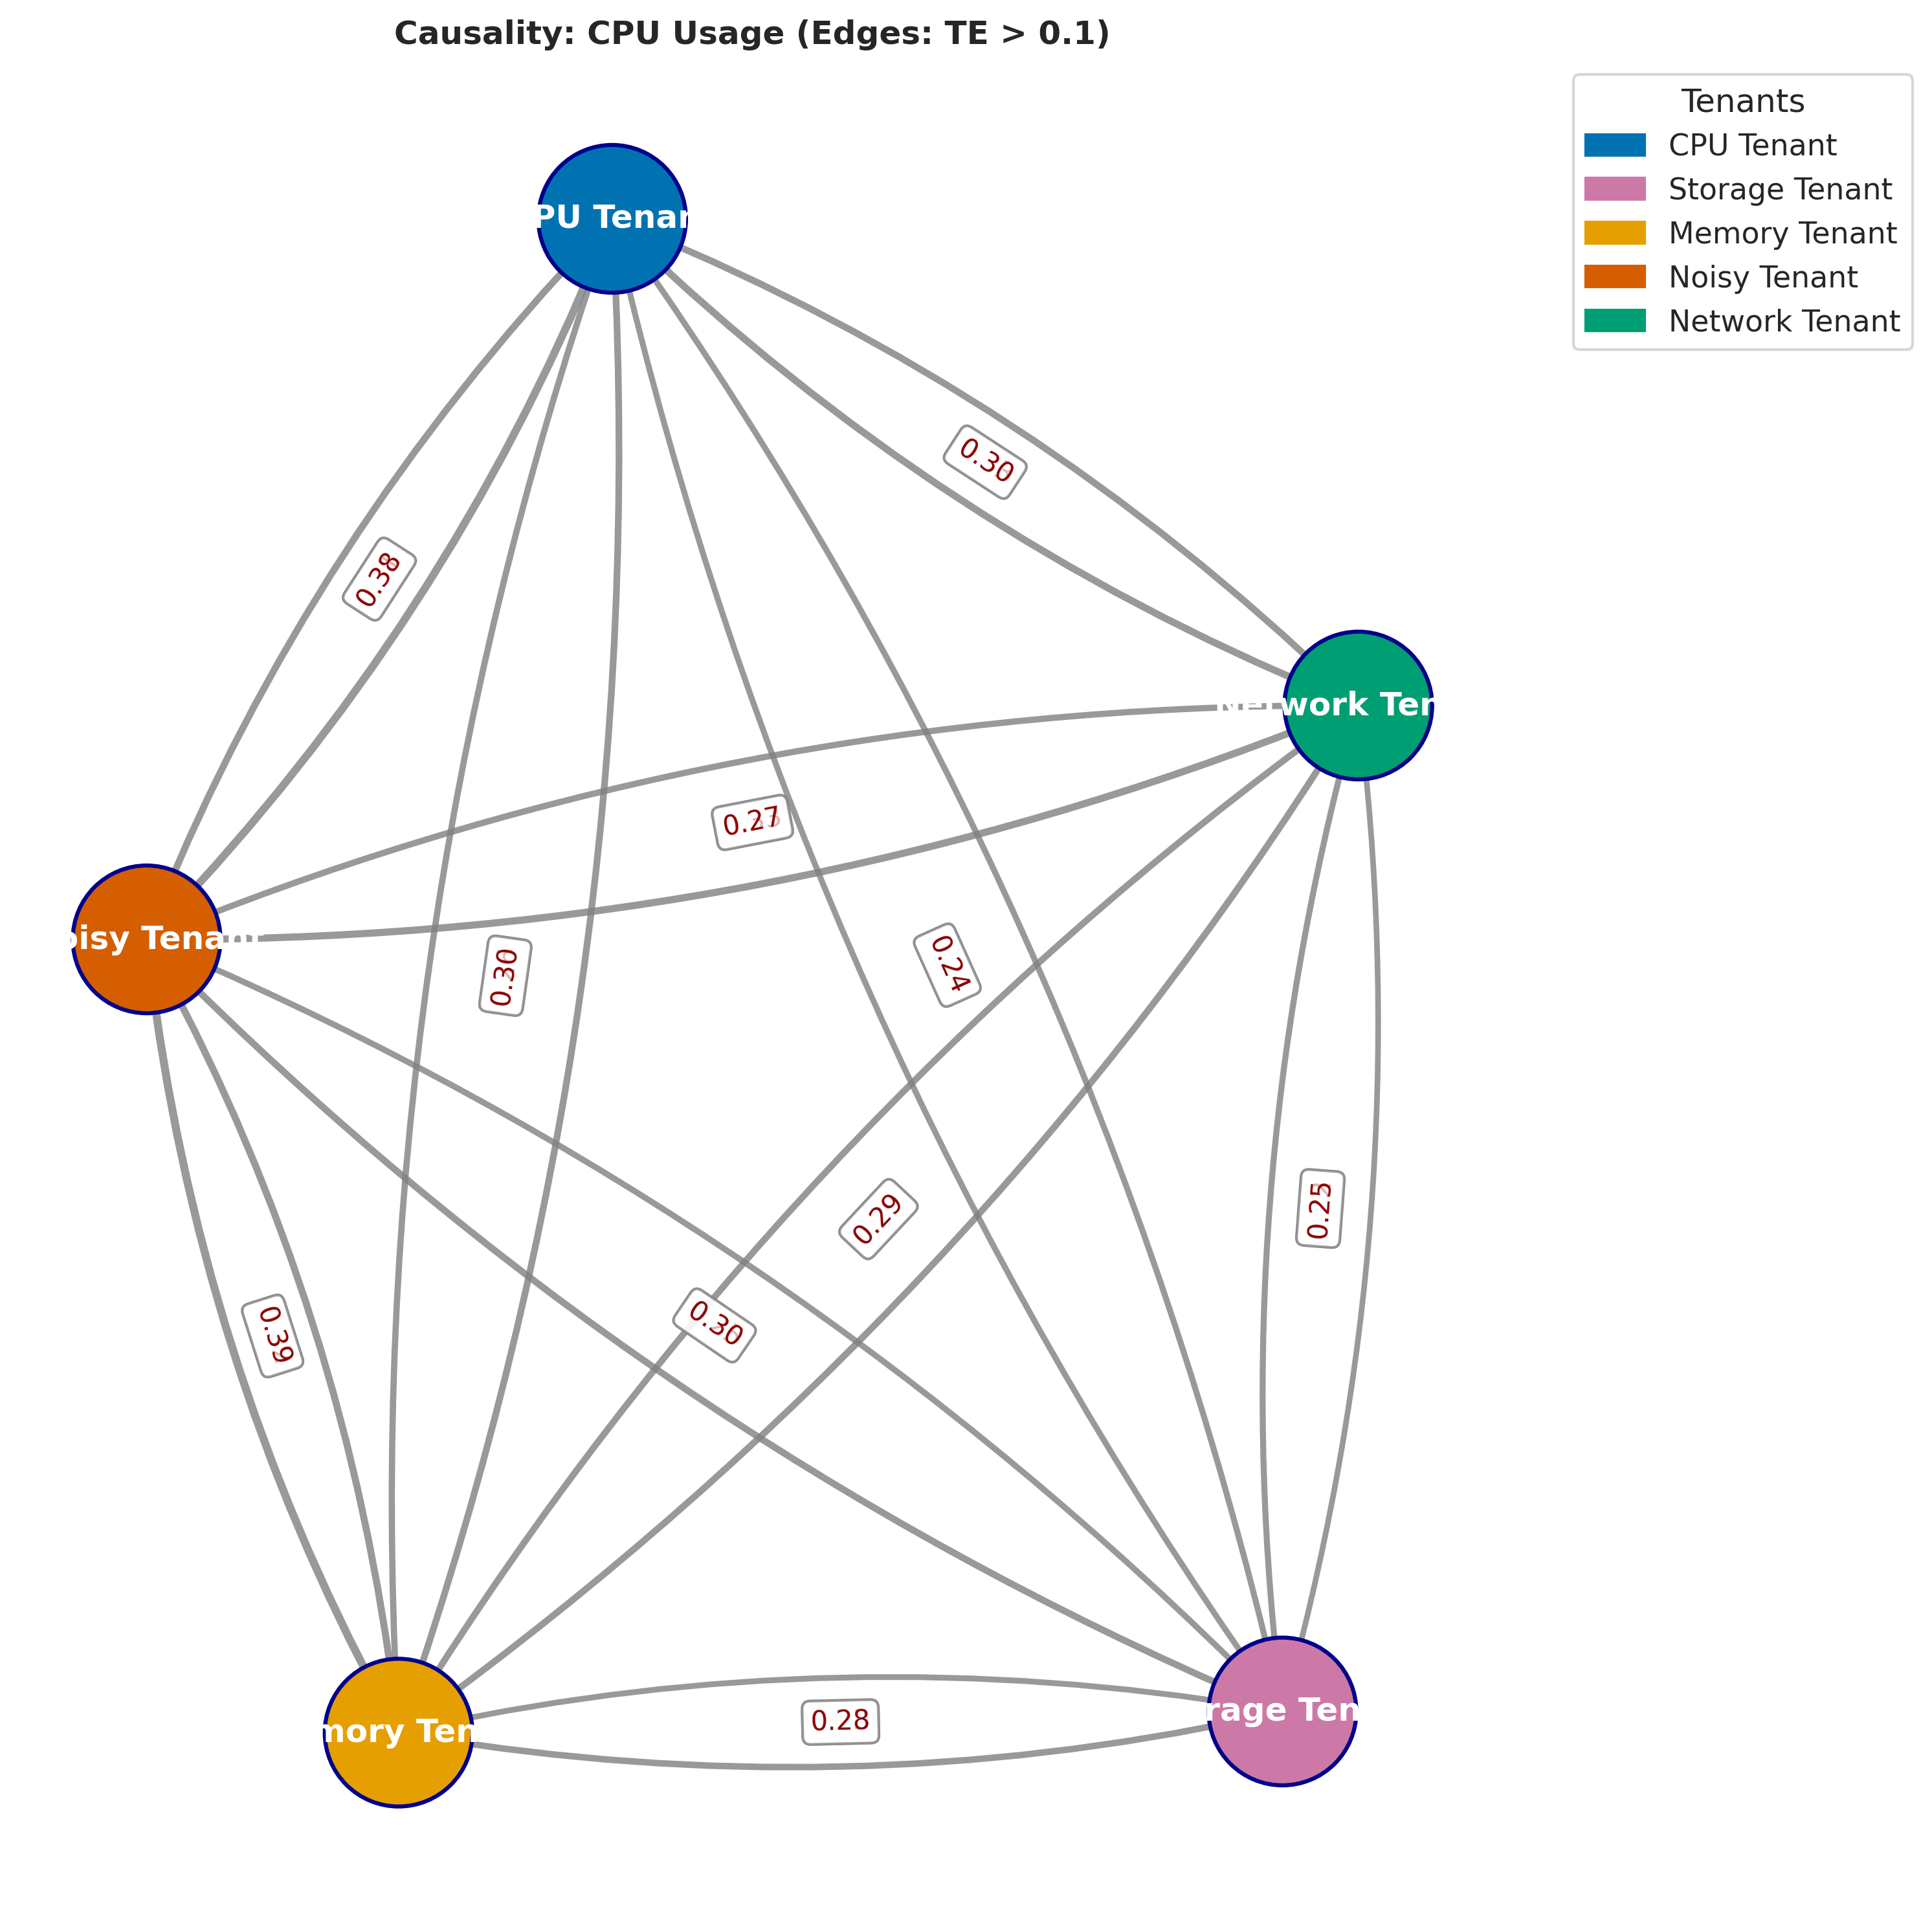 Causality: CPU Usage (Edges: TE > 0.1)
Tenants
CPU Tenant
Storage Tenant
Memory Tenant
Noisy Tenant
Network Tenant
PU Tenan
0.30
0.38
Network Ten
0.27
oisy Tenant
0.30
0.24
0.29
0.25
0.30
0.39
rage Ten
0.28
mory Ten